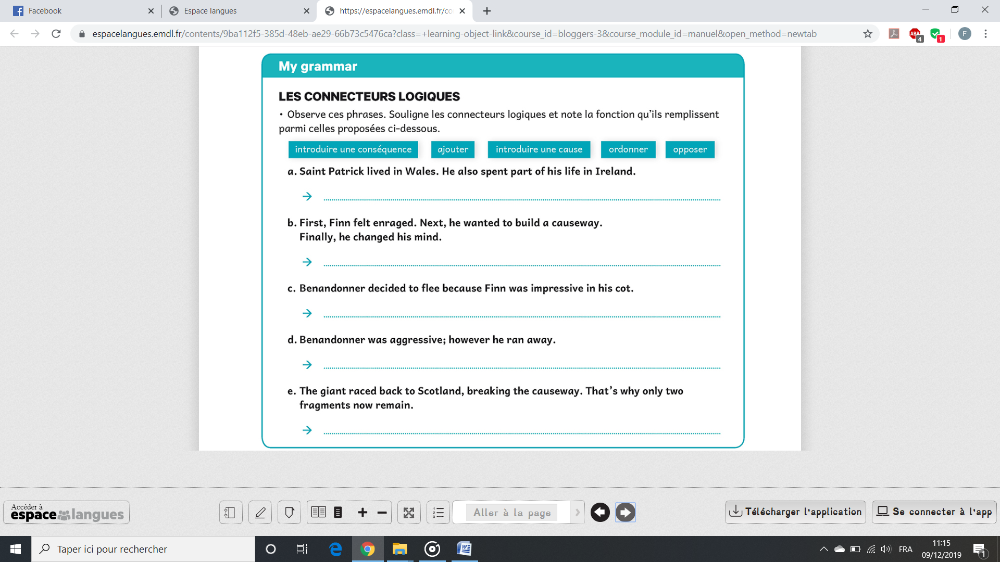 Facebook
Espace langues
https://espacelangues.emdl.fr/co
espacelangues.emdl.fr/contents/9ba112f5-385d-48eb-ae29-66b73c5476ca?class=+learning-object-link&course_id=bloggers-3&course_module_id=manuel&open_method=newtab
ABP
4
1
F
My grammar
LES CONNECTEURS LOGIQUES
• Observe ces phrases. Souligne les connecteurs logiques et note la fonction qu'ils remplissent
parmi celles proposées ci-dessous.
introduire une conséquence
ajouter
introduire une cause
ordonner
opposer
a. Saint Patrick lived in Wales. He also spent part of his life in Ireland.
→
b. First, Finn felt enraged. Next, he wanted to build a causeway.
Finally, he changed his mind.
→
c. Benandonner decided to flee because Finn was impressive in his cot.
→
d. Benandonner was aggressive; however he ran away.
→
e. The giant raced back to Scotland, breaking the causeway. That's why only two
fragments now remain.
→
Accéder à
espace langues
Aller à la page
Télécharger l'application
Se connecter à l'app
Taper ici pour rechercher
FRA
11:15
09/12/2019
1